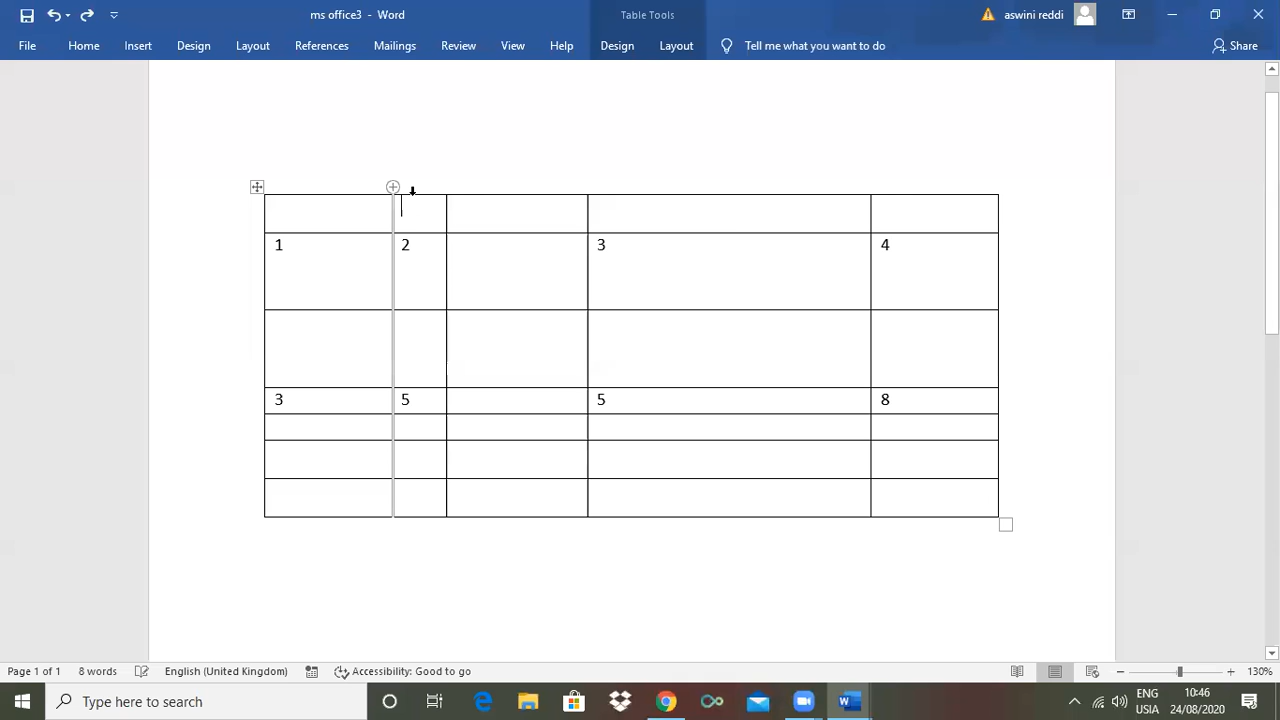 ms office3 - Word
Table Tools
aswini reddi
File Home Insert Design Layout References Mailings Review View Help Design Layout Tell me what you want to do Share
1 2 3 4
3 5 5 8
Page 1 of 1 8 words English (United Kingdom) Accessibility: Good to go 130%
Type here to search
ENG 10:46
USIA 24/08/2020